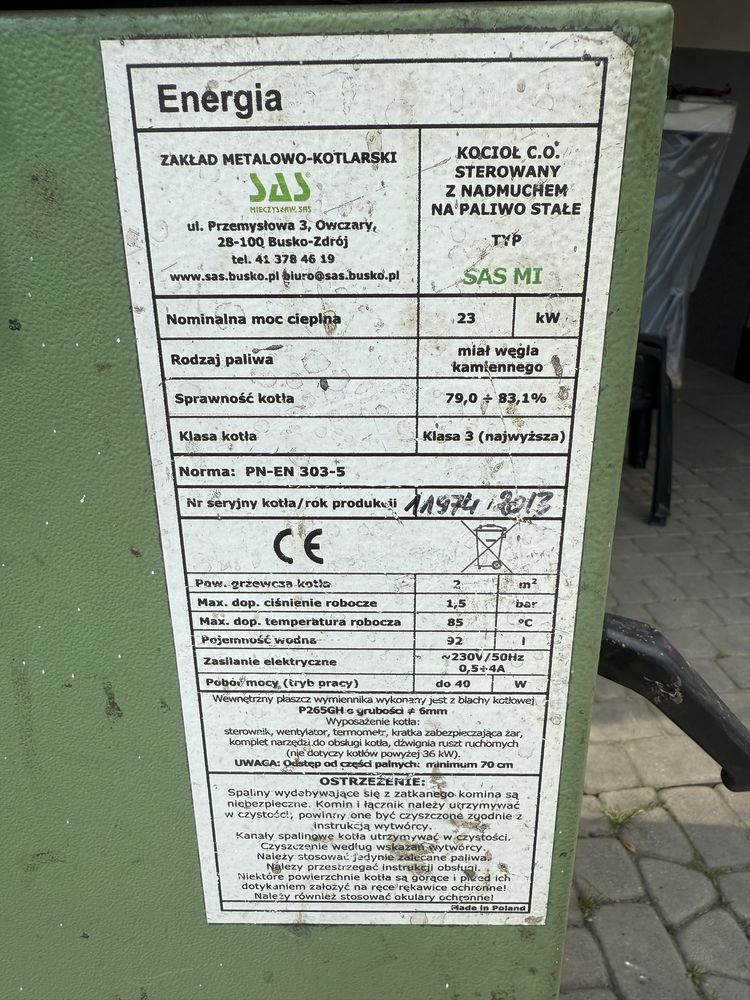 Energia
ZAKŁAD METALOWO-KOTLARSKI
SAS
MIECZYSŁAW SAS
ul. Przemysłowa 3, Owczary,
28-100 Busko-Zdrój
tel. 41 378 46 19
www.sas.busko.pl biuro@sas.busko.pl
KOCIOŁ C.O.
STEROWANY
Z NADMUCHEM
NA PALIWO STAŁE
TYP
SAS MI
Nominalna moc cieplna 23 kW
Rodzaj paliwa miał węgla
kamiennego
Sprawność kotła 79,0 ÷ 83,1%
Klasa kotła Klasa 3 (najwyższa)
Norma: PN-EN 303-5
Nr seryjny kotła/rok produkcji 11974 / 2013
CE
Pow. grzewcza kotła 2 m²
Max. dop. ciśnienie robocze 1,5 bar
Max. dop. temperatura robocza 85 °C
Pojemność wodna 92 l
Zasilanie elektryczne ~230V/50Hz
0,5÷4A
Pobór mocy (tryb pracy) do 40 W
Wewnętrzny płaszcz wymiennika wykonany jest z blachy kotłowej
P265GH o grubości ≠ 6mm
Wyposażenie kotła:
sterownik, wentylator, termometr, kratka zabezpieczająca żar,
komplet narzędzi do obsługi kotła, dźwignia ruszt ruchomych
(nie dotyczy kotłów powyżej 36 kW).
UWAGA: Odstęp od części palnych: minimum 70 cm
OSTRZEŻENIE:
Spaliny wydobywające się z zatkanego komina są
niebezpieczne. Komin i łącznik należy utrzymywać
w czystości, powinny one być czyszczone zgodnie z
instrukcją wytwórcy.
Kanały spalinowe kotła utrzymywać w czystości.
Czyszczenie według wskazań wytwórcy.
Należy stosować jedynie zalecane paliwa.
Należy przestrzegać instrukcji obsługi.
Niektóre powierzchnie kotła są gorące i przed ich
dotykaniem założyć na ręce rękawice ochronne!
Należy również stosować okulary ochronne!
Made in Poland